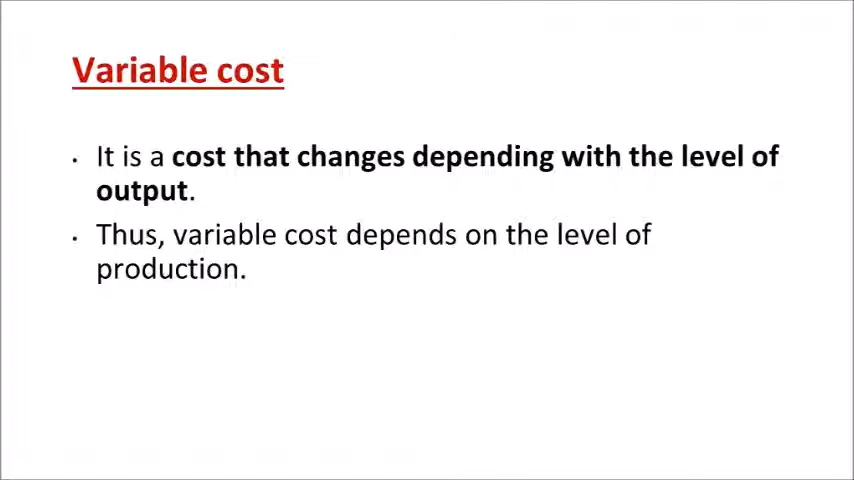 Variable cost
· It is a cost that changes depending with the level of
output.
· Thus, variable cost depends on the level of
production.